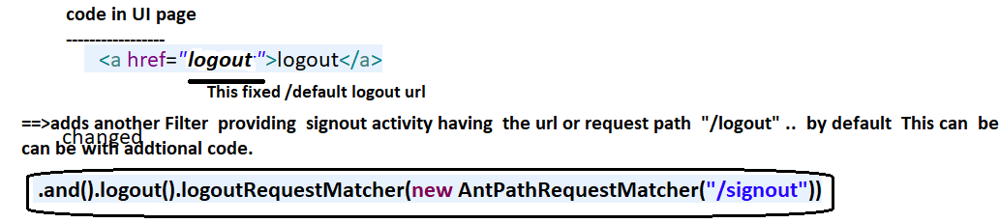 code in UI page
-----------------
<a href="logout ">logout</a>
This fixed /default logout url
==>adds another Filter providing signout activity having the url or request path "/logout" .. by default This can be
changed
can be with addtional code.
.and().logout().logoutRequestMatcher(new AntPathRequestMatcher("/signout"))